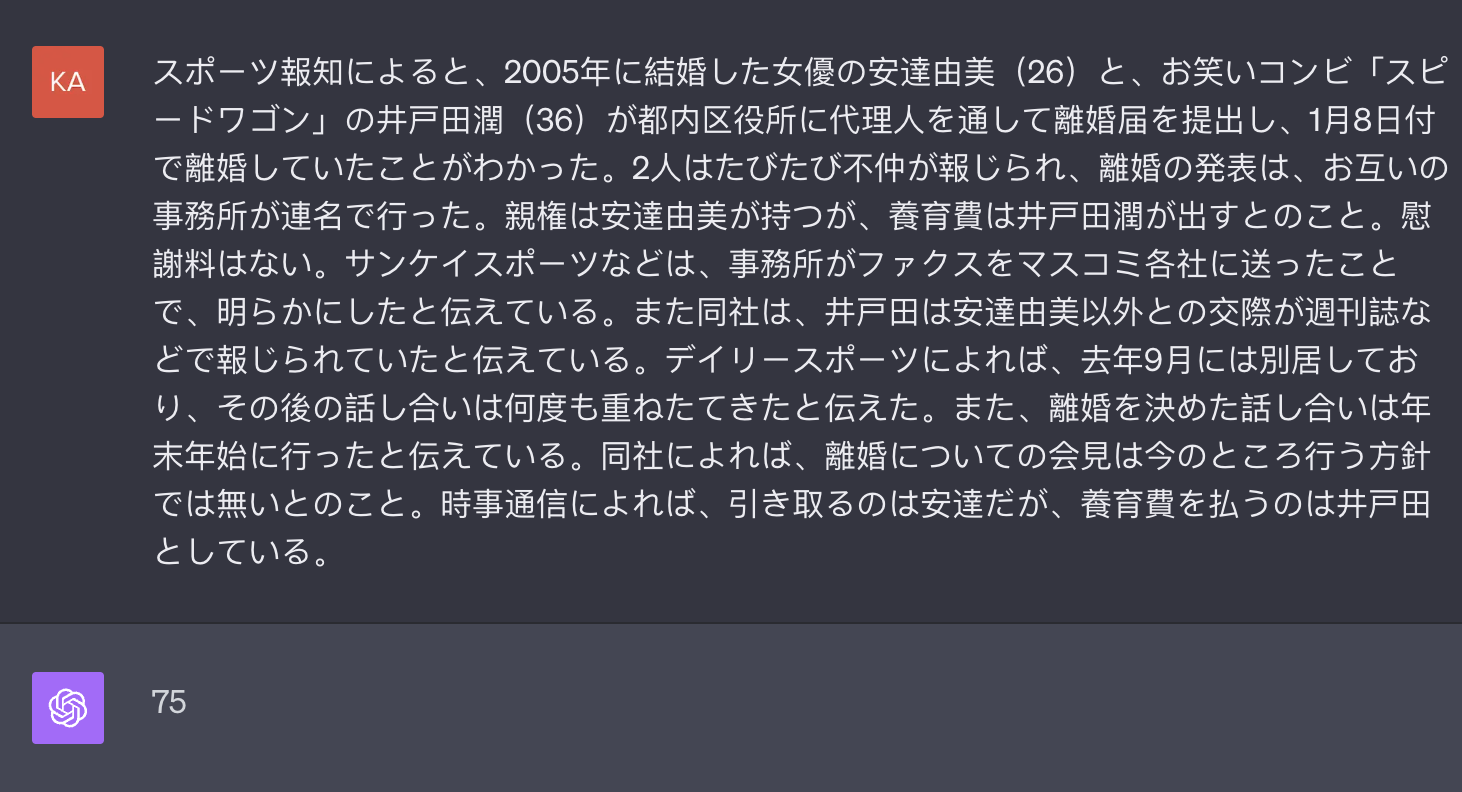 KA
スポーツ報知によると、2005年に結婚した女優の安達由美（26）と、お笑いコンビ「スピ
ードワゴン」の井戸田潤（36）が都内区役所に代理人を通して離婚届を提出し、1月8日付
で離婚していたことがわかった。2人はたびたび不仲が報じられ、離婚の発表は、お互いの
事務所が連名で行った。親権は安達由美が持つが、養育費は井戸田潤が出すとのこと。慰
謝料はない。サンケイスポーツなどは、事務所がファクスをマスコミ各社に送ったこと
で、明らかにしたと伝えている。また同社は、井戸田は安達由美以外との交際が週刊誌な
どで報じられていたと伝えている。デイリースポーツによれば、去年9月には別居してお
り、その後の話し合いは何度も重ねたてきたと伝えた。また、離婚を決めた話し合いは年
末年始に行ったと伝えている。同社によれば、離婚についての会見は今のところ行う方針
では無いとのこと。時事通信によれば、引き取るのは安達だが、養育費を払うのは井戸田
としている。
75